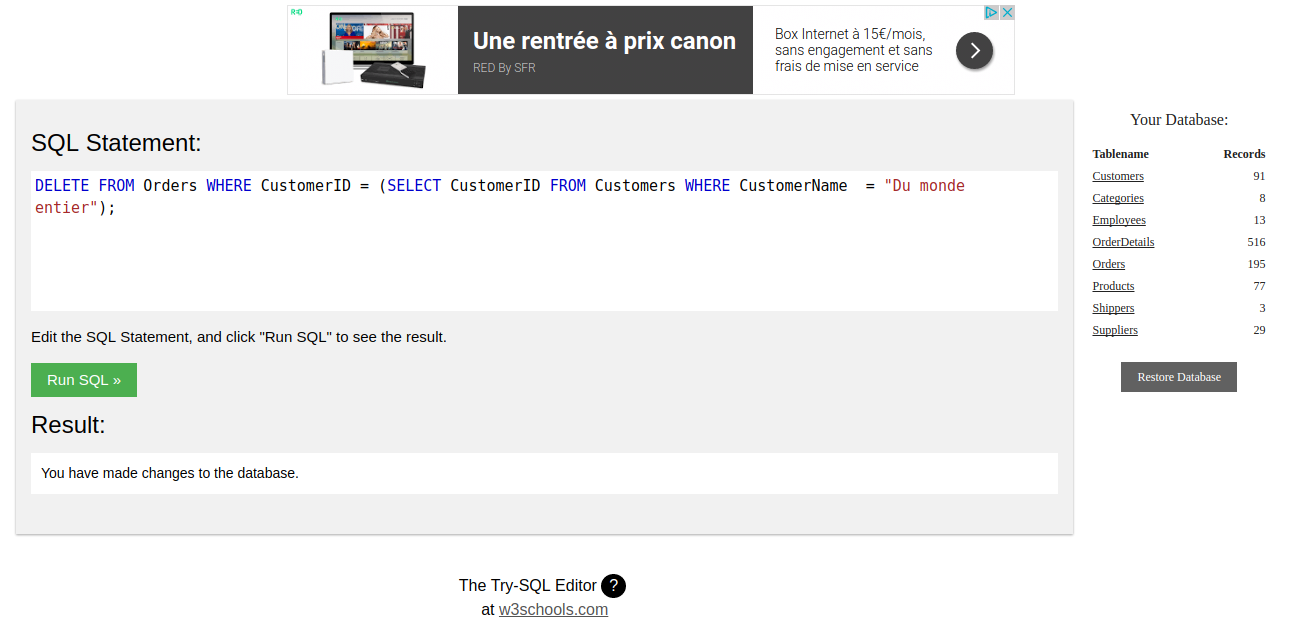 RED
Une rentrée à prix canon
RED By SFR
Box Internet à 15€/mois,
sans engagement et sans
frais de mise en service
SQL Statement:
DELETE FROM Orders WHERE CustomerID = (SELECT CustomerID FROM Customers WHERE CustomerName  = "Du monde
entier");
Edit the SQL Statement, and click "Run SQL" to see the result.
Run SQL »
Result:
You have made changes to the database.
The Try-SQL Editor ?
at w3schools.com
Your Database:
Tablename Records
Customers 91
Categories 8
Employees 13
OrderDetails 516
Orders 195
Products 77
Shippers 3
Suppliers 29
Restore Database